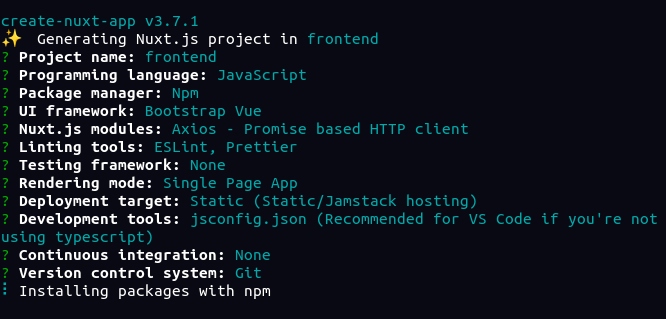 create-nuxt-app v3.7.1
✨  Generating Nuxt.js project in frontend
? Project name: frontend
? Programming language: JavaScript
? Package manager: Npm
? UI framework: Bootstrap Vue
? Nuxt.js modules: Axios - Promise based HTTP client
? Linting tools: ESLint, Prettier
? Testing framework: None
? Rendering mode: Single Page App
? Deployment target: Static (Static/Jamstack hosting)
? Development tools: jsconfig.json (Recommended for VS Code if you're not
using typescript)
? Continuous integration: None
? Version control system: Git
⠸ Installing packages with npm